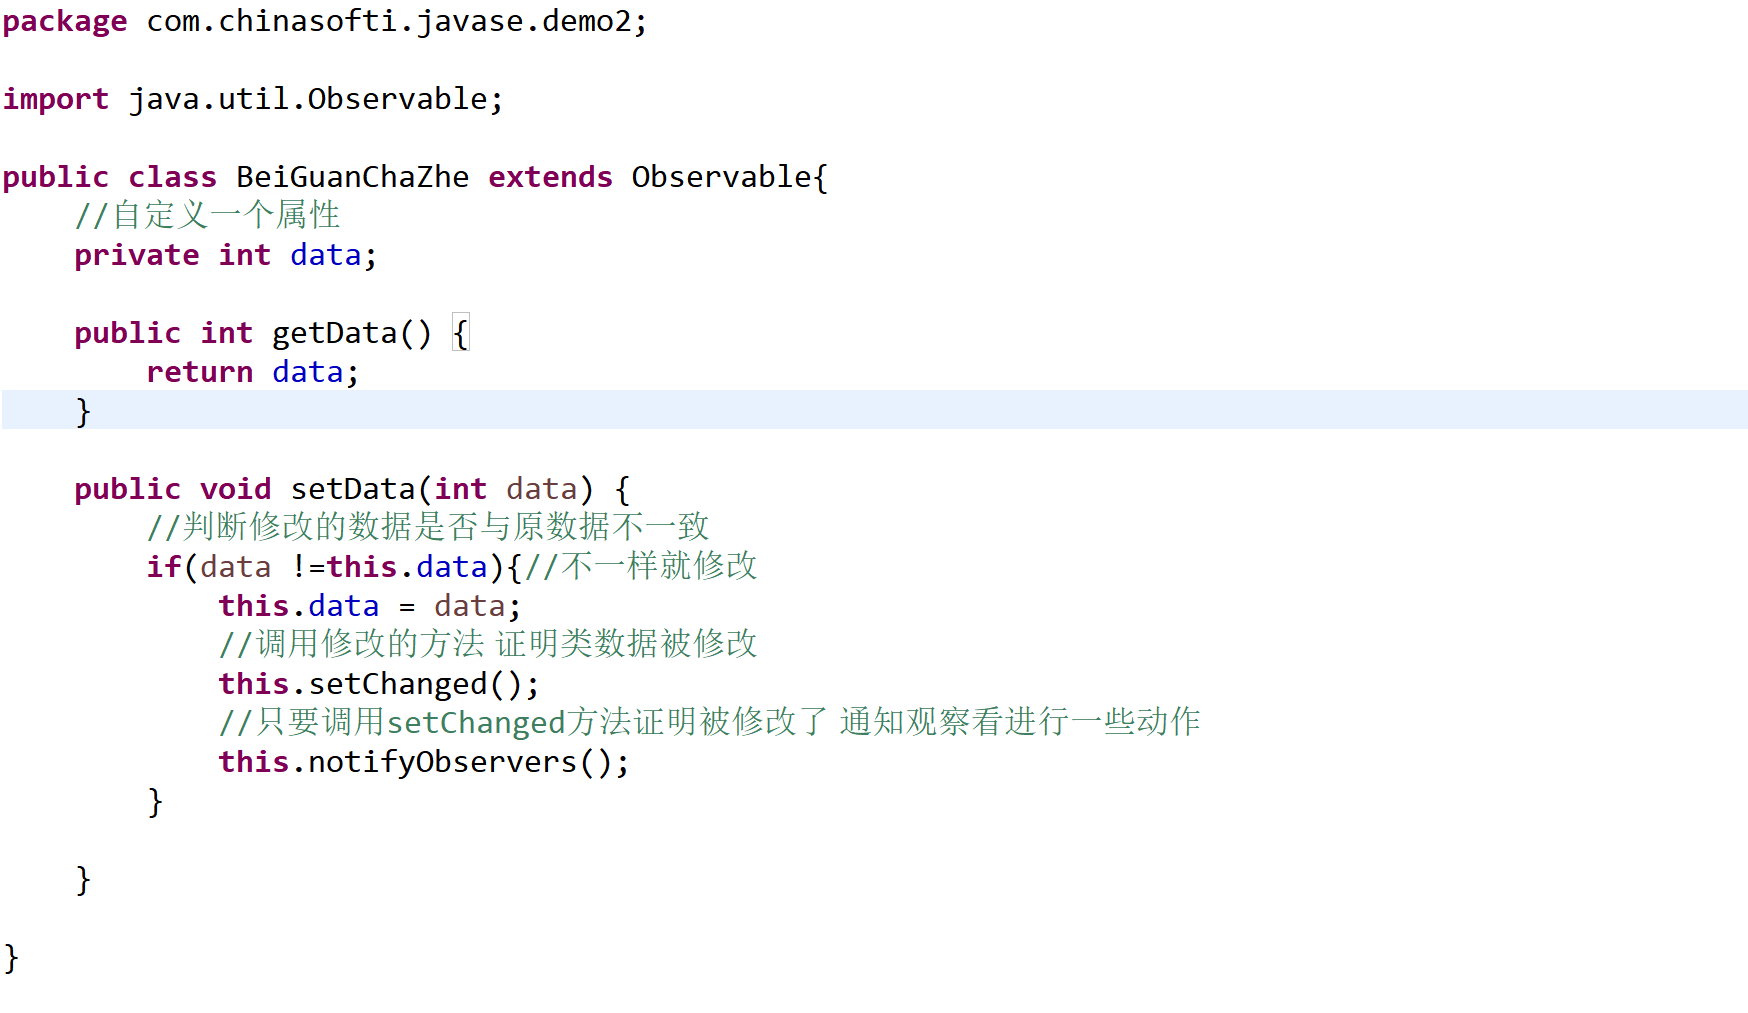 package com.chinasofti.javase.demo2;
import java.util.Observable;
public class BeiGuanChaZhe extends Observable{
//自定义一个属性
private int data;
public int getData() {
return data;
}
public void setData(int data) {
//判断修改的数据是否与原数据不一致
if(data !=this.data){//不一样就修改
this.data = data;
//调用修改的方法 证明类数据被修改
this.setChanged();
//只要调用setChanged方法证明被修改了 通知观察看进行一些动作
this.notifyObservers();
}
}
}